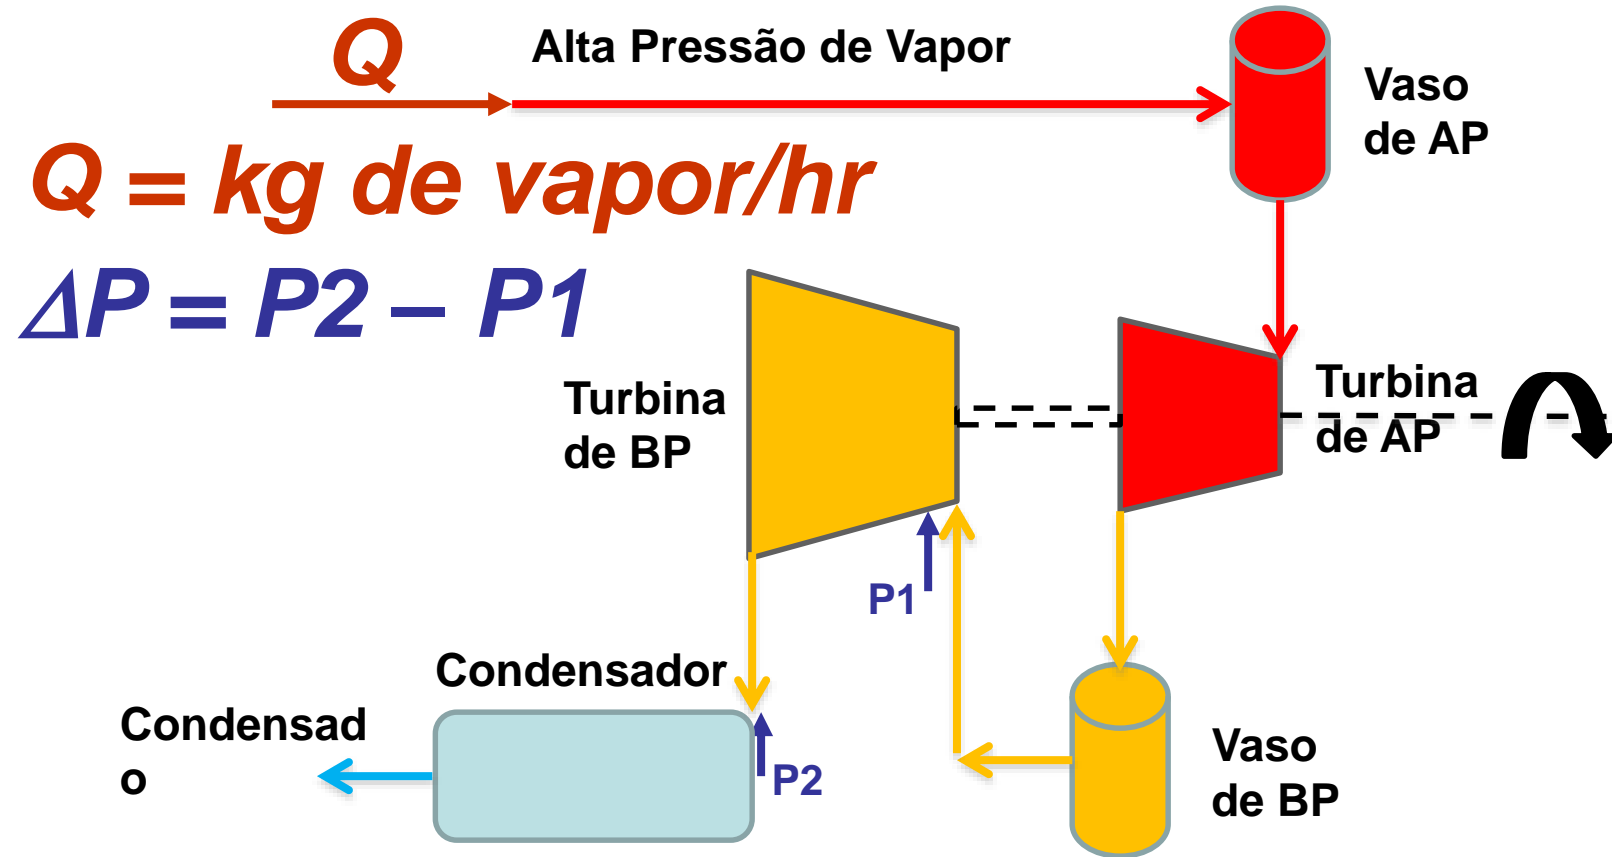 Q
Alta Pressão de Vapor
Vaso
de AP
Q = kg de vapor/hr
ΔP = P2 – P1
Turbina
de BP
Turbina
de AP
P1
Condensador
Condensad
o
P2
Vaso
de BP